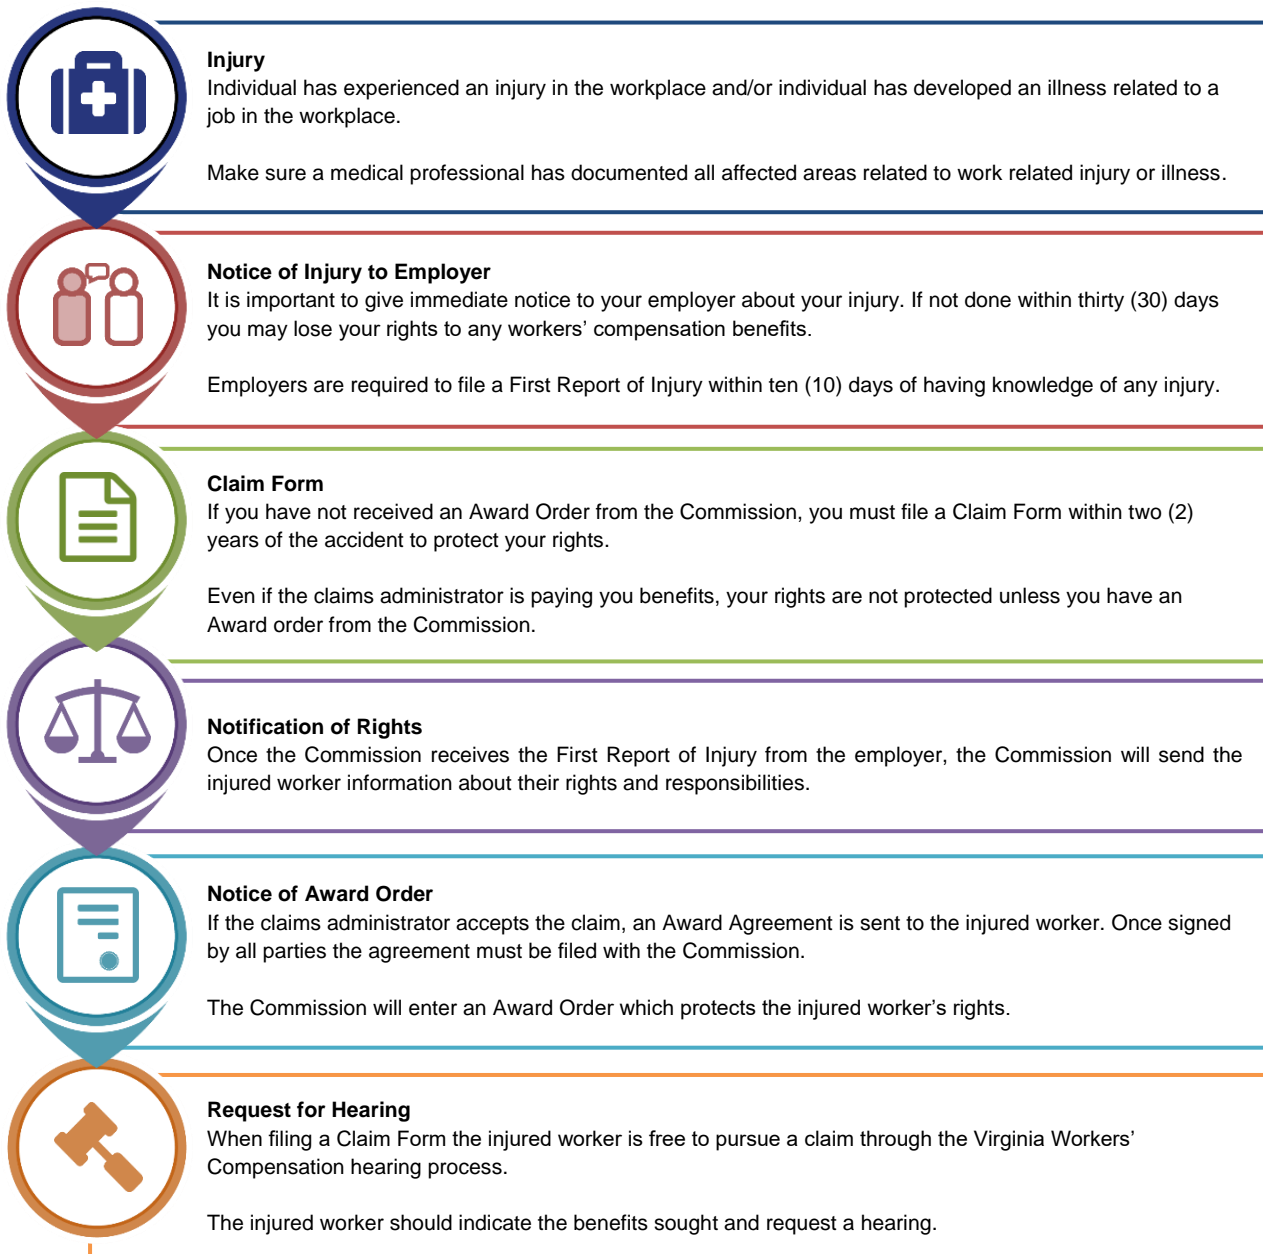 Injury
Individual has experienced an injury in the workplace and/or individual has developed an illness related to a
job in the workplace.
Make sure a medical professional has documented all affected areas related to work related injury or illness.
Notice of Injury to Employer
It is important to give immediate notice to your employer about your injury. If not done within thirty (30) days
you may lose your rights to any workers’ compensation benefits.
Employers are required to file a First Report of Injury within ten (10) days of having knowledge of any injury.
Claim Form
If you have not received an Award Order from the Commission, you must file a Claim Form within two (2)
years of the accident to protect your rights.
Even if the claims administrator is paying you benefits, your rights are not protected unless you have an
Award order from the Commission.
Notification of Rights
Once the Commission receives the First Report of Injury from the employer, the Commission will send the
injured worker information about their rights and responsibilities.
Notice of Award Order
If the claims administrator accepts the claim, an Award Agreement is sent to the injured worker. Once signed
by all parties the agreement must be filed with the Commission.
The Commission will enter an Award Order which protects the injured worker’s rights.
Request for Hearing
When filing a Claim Form the injured worker is free to pursue a claim through the Virginia Workers’
Compensation hearing process.
The injured worker should indicate the benefits sought and request a hearing.